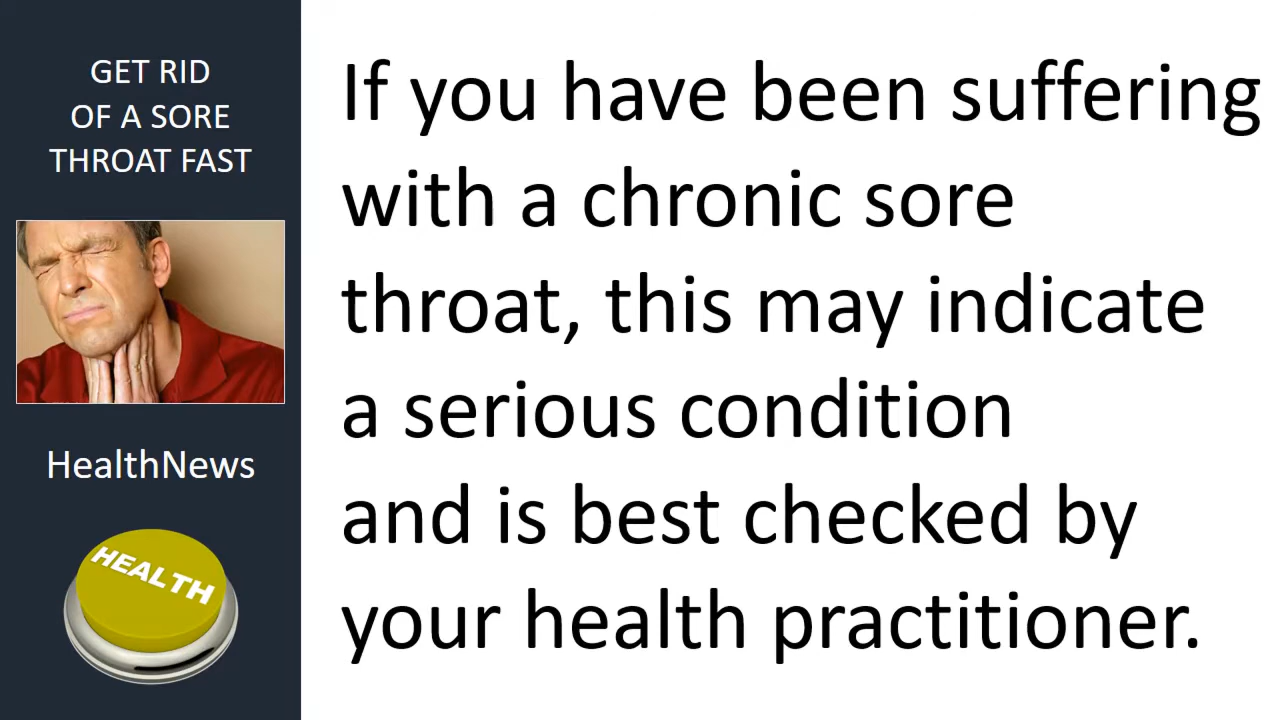 GET RID
OF A SORE
THROAT FAST
HealthNews
HEALTH
If you have been suffering
with a chronic sore
throat, this may indicate
a serious condition
and is best checked by
your health practitioner.